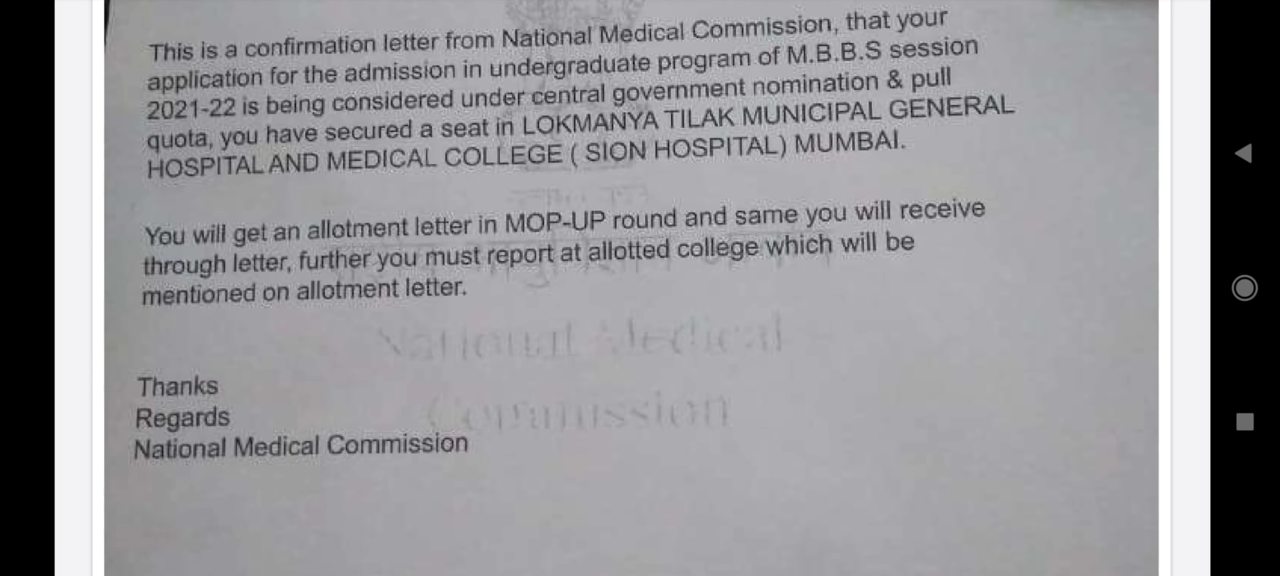 This is a confirmation letter from National Medical Commission, that your
application for the admission in undergraduate program of M.B.B.S session
2021-22 is being considered under central government nomination & pull
quota, you have secured a seat in LOKMANYA TILAK MUNICIPAL GENERAL
HOSPITAL AND MEDICAL COLLEGE ( SION HOSPITAL) MUMBAI.
You will get an allotment letter in MOP-UP round and same you will receive
through letter, further you must report at allotted college which will be
mentioned on allotment letter.
National Medical
Commission
Thanks
Regards
National Medical Commission